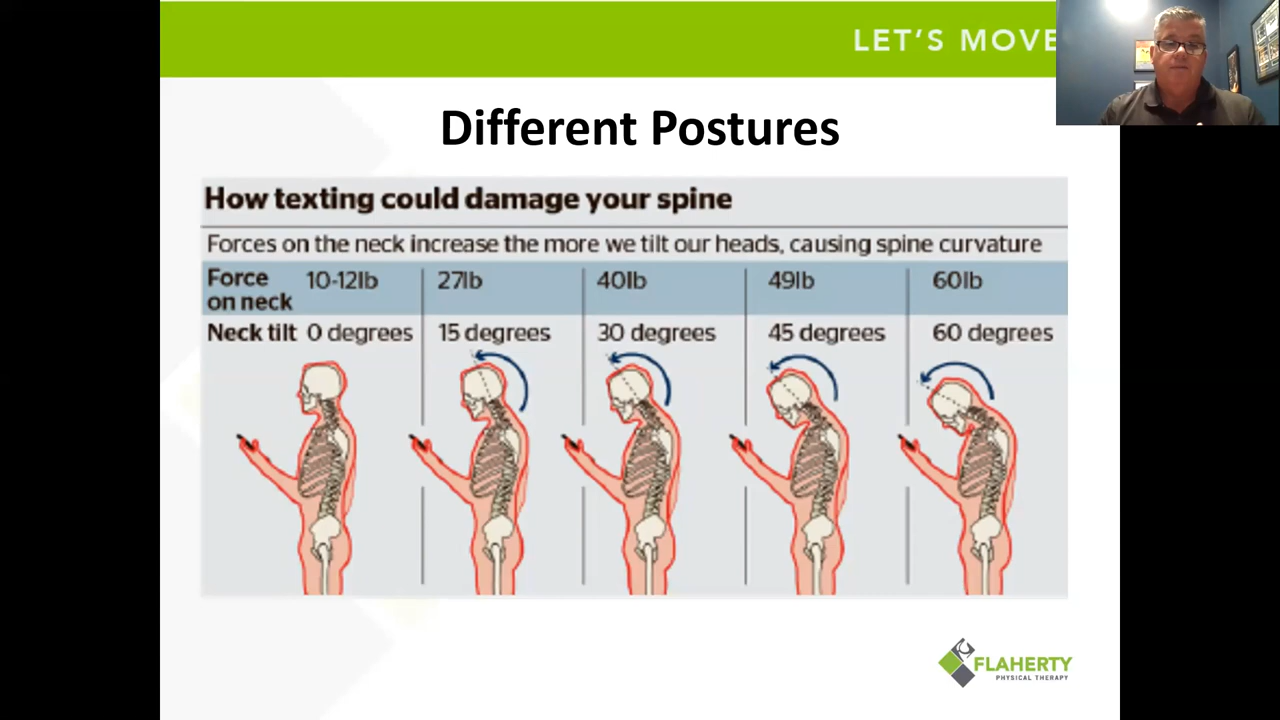 LET'S MOVE
Different Postures
How texting could damage your spine
Forces on the neck increase the more we tilt our heads, causing spine curvature
Force on neck 10-12lb 27lb 40lb 49lb 60lb
Neck tilt 0 degrees 15 degrees 30 degrees 45 degrees 60 degrees
FLAHERTY
PHYSICAL THERAPY